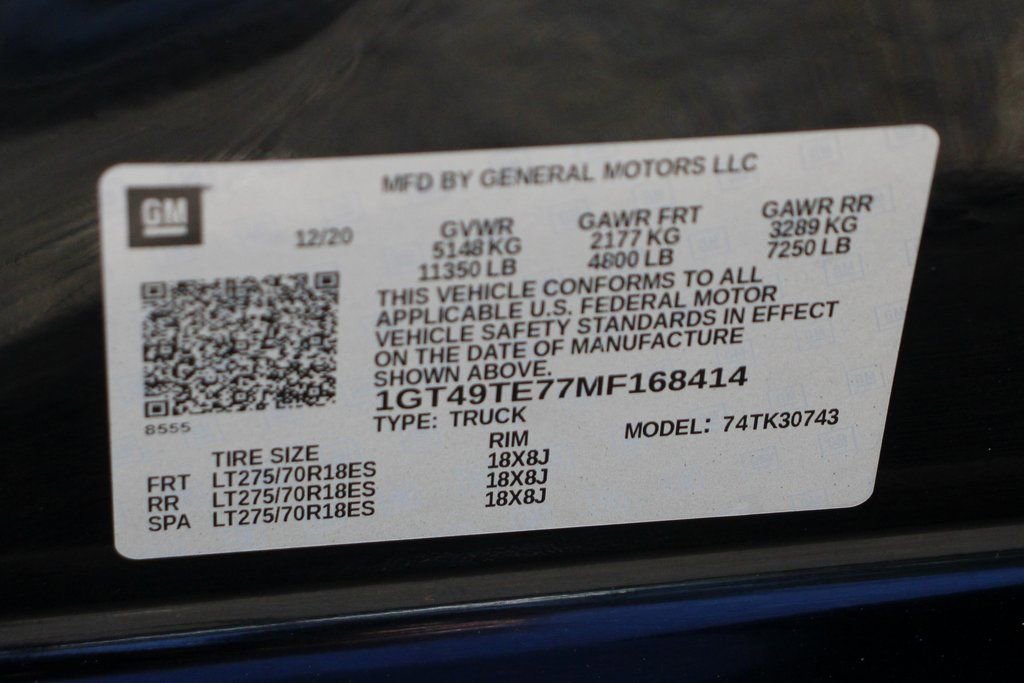 MFD BY GENERAL MOTORS LLC
GM
12/20
GVWR
5148 KG
11350 LB
GAWR FRT
2177 KG
4800 LB
GAWR RR
3289 KG
7250 LB
THIS VEHICLE CONFORMS TO ALL
APPLICABLE U.S. FEDERAL MOTOR
VEHICLE SAFETY STANDARDS IN EFFECT
ON THE DATE OF MANUFACTURE
SHOWN ABOVE.
1GT49TE77MF168414
TYPE: TRUCK
MODEL: 74TK30743
8555
TIRE SIZE RIM
FRT LT275/70R18ES 18X8J
RR LT275/70R18ES 18X8J
SPA LT275/70R18ES 18X8J